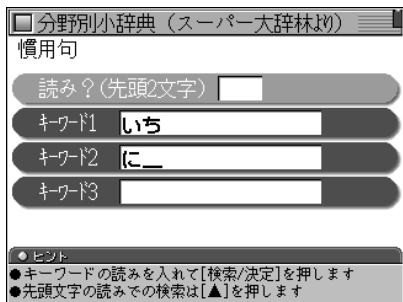 分野別小辞典（スーパー大辞林より）
慣用句
読み？(先頭2文字)
キーワード1 いち
キーワード2 に
キーワード3
●ヒント
●キーワードの読みを入れて[検索/決定]を押します
●先頭文字の読みでの検索は[▲]を押します